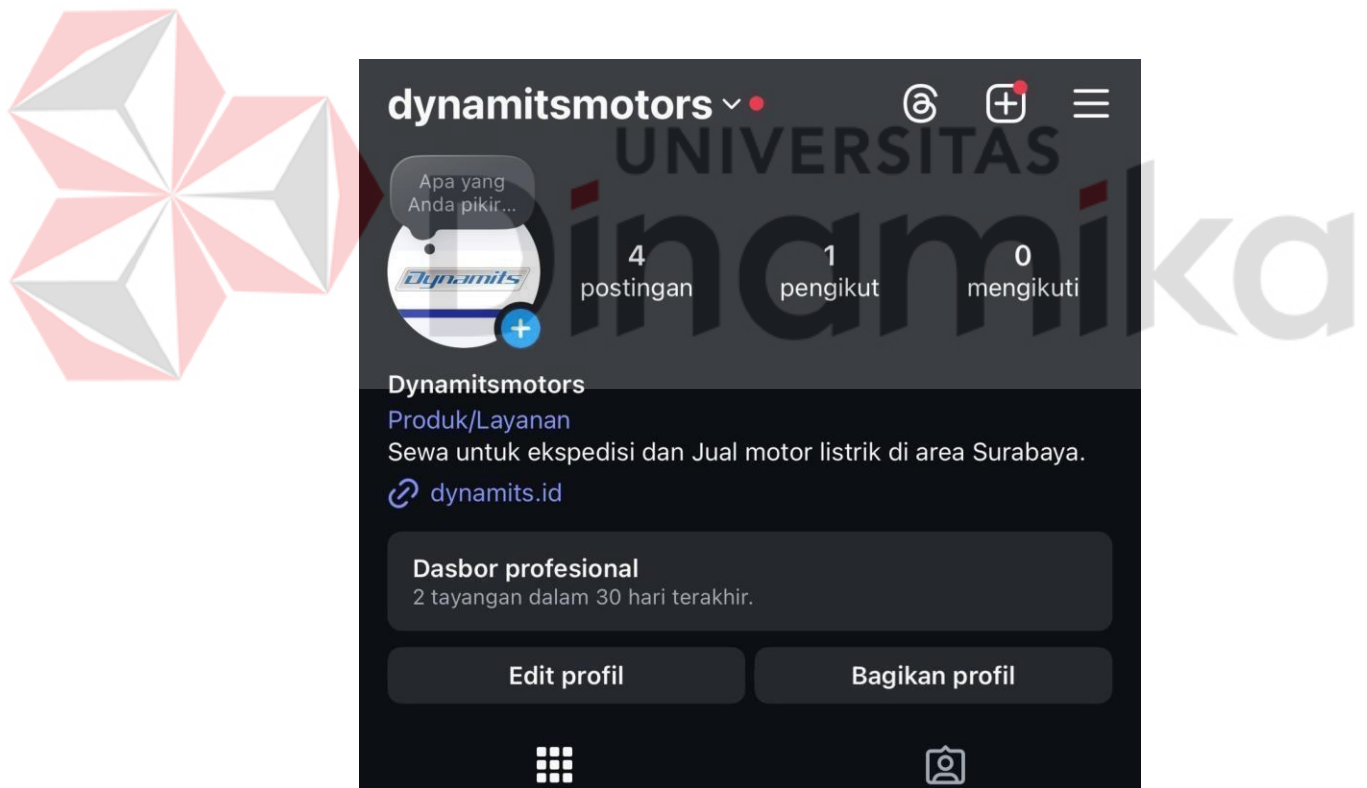 dynamitsmotors
UNIVERSITAS
Dinamika
Apa yang
Anda pikir...
Dynamits
4
postingan
1
pengikut
0
mengikuti
Dynamitsmotors
Produk/Layanan
Sewa untuk ekspedisi dan Jual motor listrik di area Surabaya.
dynamits.id
Dasbor profesional
2 tayangan dalam 30 hari terakhir.
Edit profil
Bagikan profil